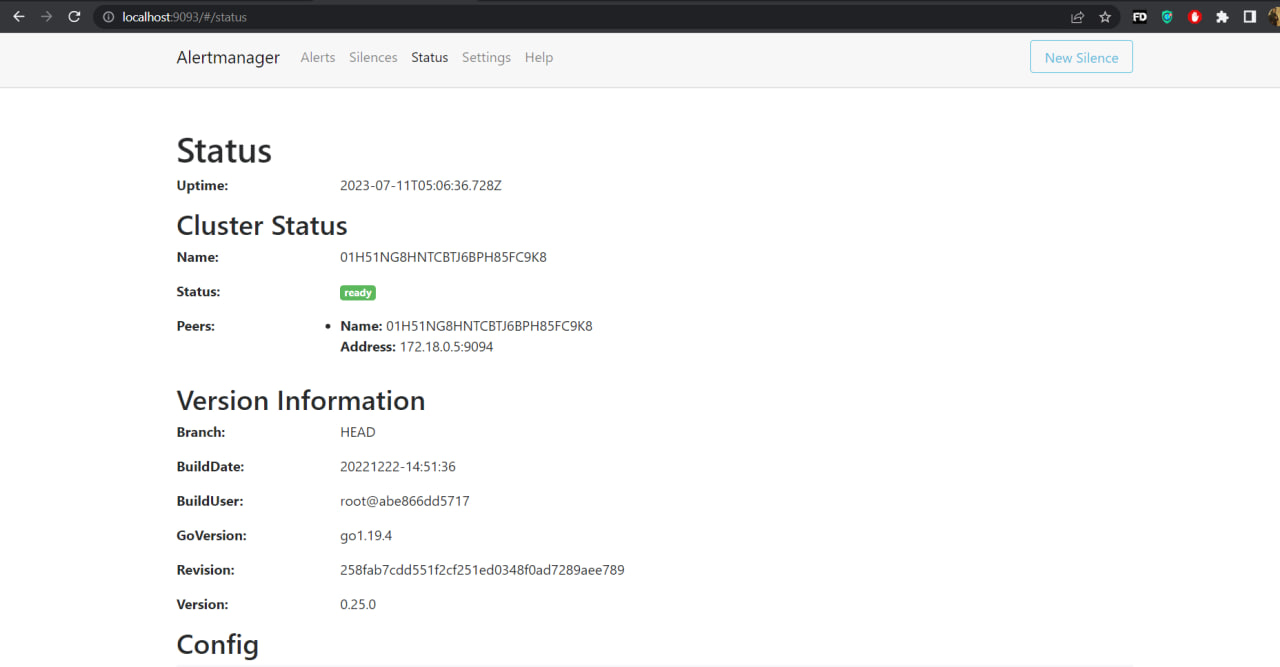 localhost:9093/#/status
FD
Alertmanager Alerts Silences Status Settings Help New Silence
Status
Uptime: 2023-07-11T05:06:36.728Z
Cluster Status
Name: 01H51NG8HNTCBTJ6BPH85FC9K8
Status: ready
Peers: • Name: 01H51NG8HNTCBTJ6BPH85FC9K8
Address: 172.18.0.5:9094
Version Information
Branch: HEAD
BuildDate: 20221222-14:51:36
BuildUser: root@abe866dd5717
GoVersion: go1.19.4
Revision: 258fab7cdd551f2cf251ed0348f0ad7289aee789
Version: 0.25.0
Config